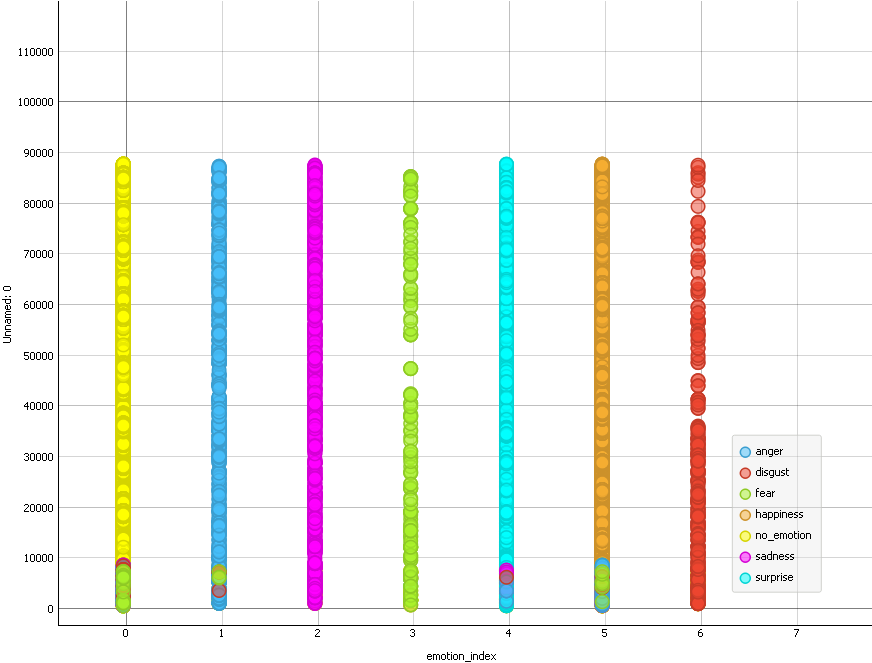 110000
100000
90000
80000
70000
60000
50000
40000
30000
20000
10000
0
Unnamed: 0
0 1 2 3 4 5 6 7
emotion_index
anger
disgust
fear
happiness
no_emotion
sadness
surprise